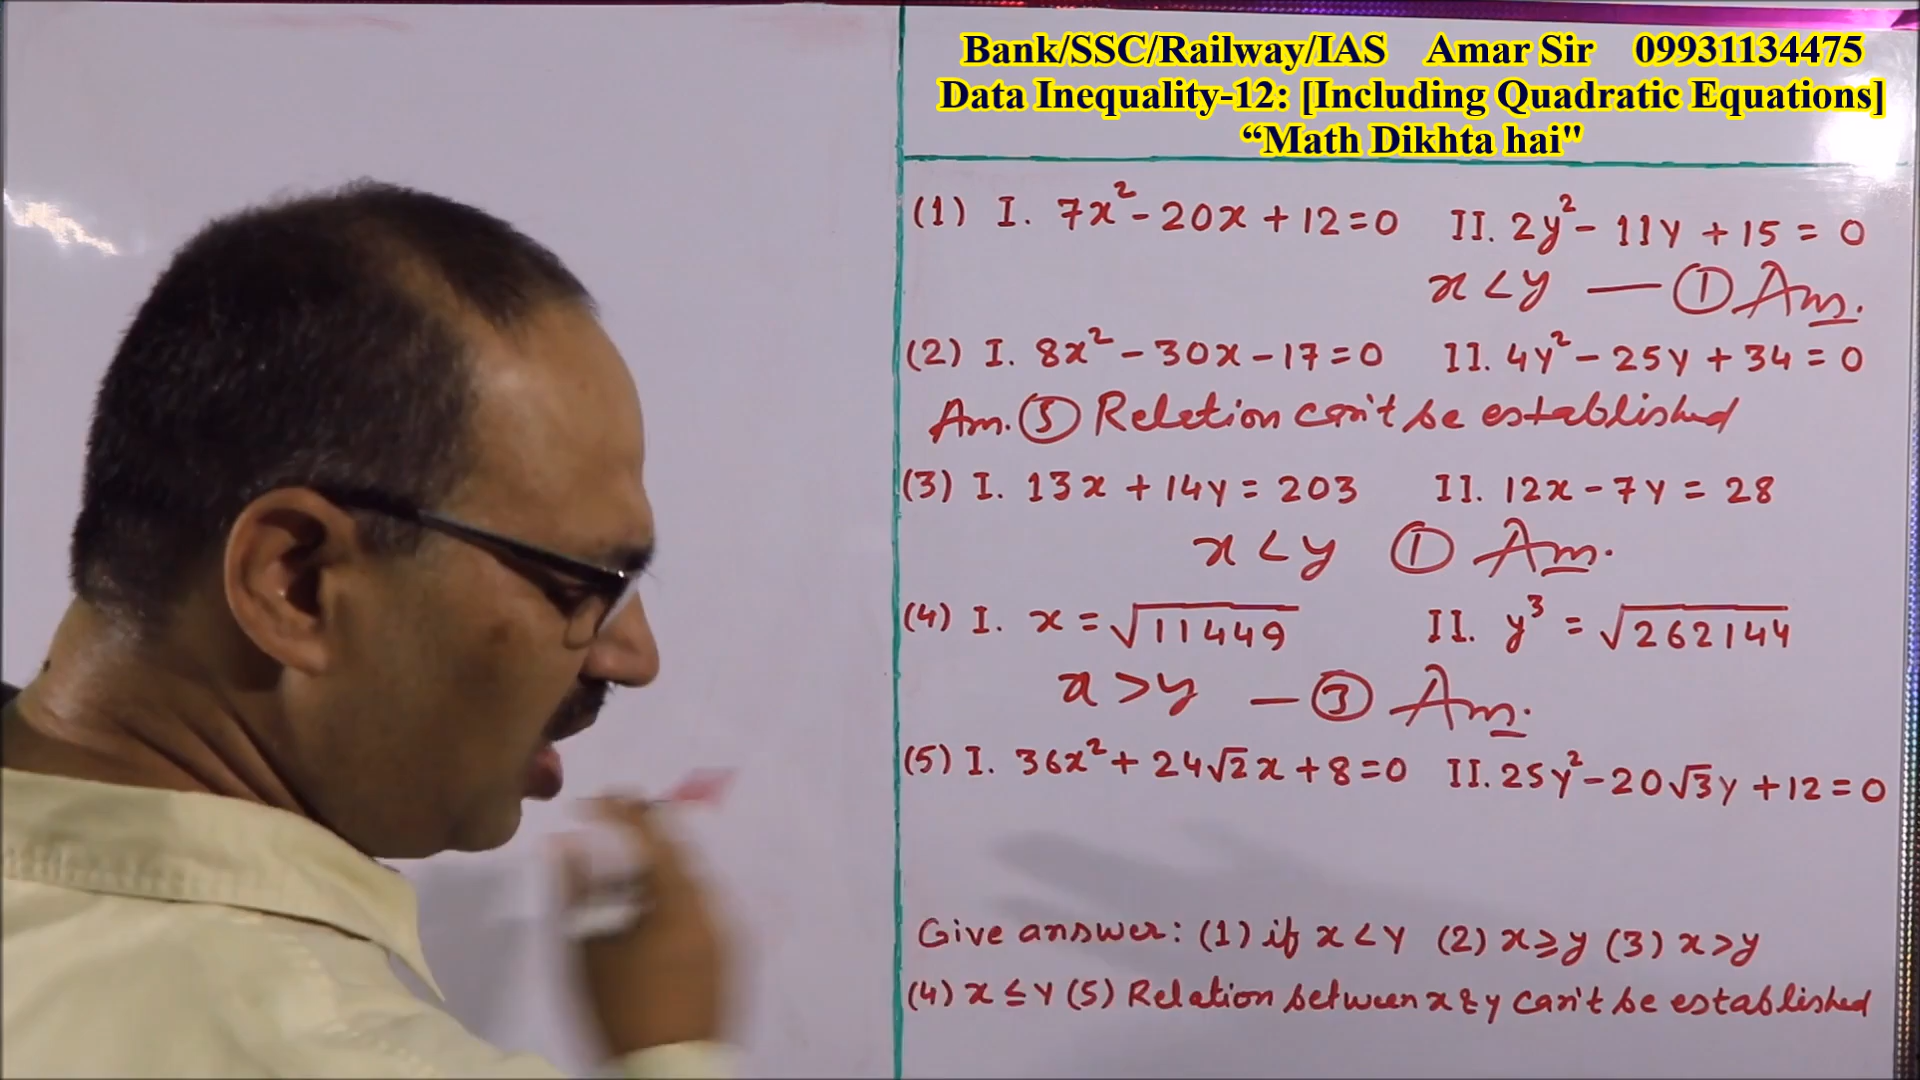 Bank/SSC/Railway/IAS Amar Sir 09931134475
Data Inequality-12: [Including Quadratic Equations]
“Math Dikhta hai"
(1) I. 7x² - 20x + 12 = 0 II. 2y² - 11y + 15 = 0
x < y — ① Ans.
(2) I. 8x² - 30x - 17 = 0 II. 4y² - 25y + 34 = 0
Ans. ⑤ Relation can't be established
(3) I. 13x + 14y = 203 II. 12x - 7y = 28
x < y ① Ans.
(4) I. x = √11449 II. y³ = √262144
x > y — ③ Ans.
(5) I. 36x² + 24√2x + 8 = 0 II. 25y² - 20√3y + 12 = 0
Give answer: (1) if x < y (2) x ≥ y (3) x > y
(4) x ≤ y (5) Relation between x & y can't be established